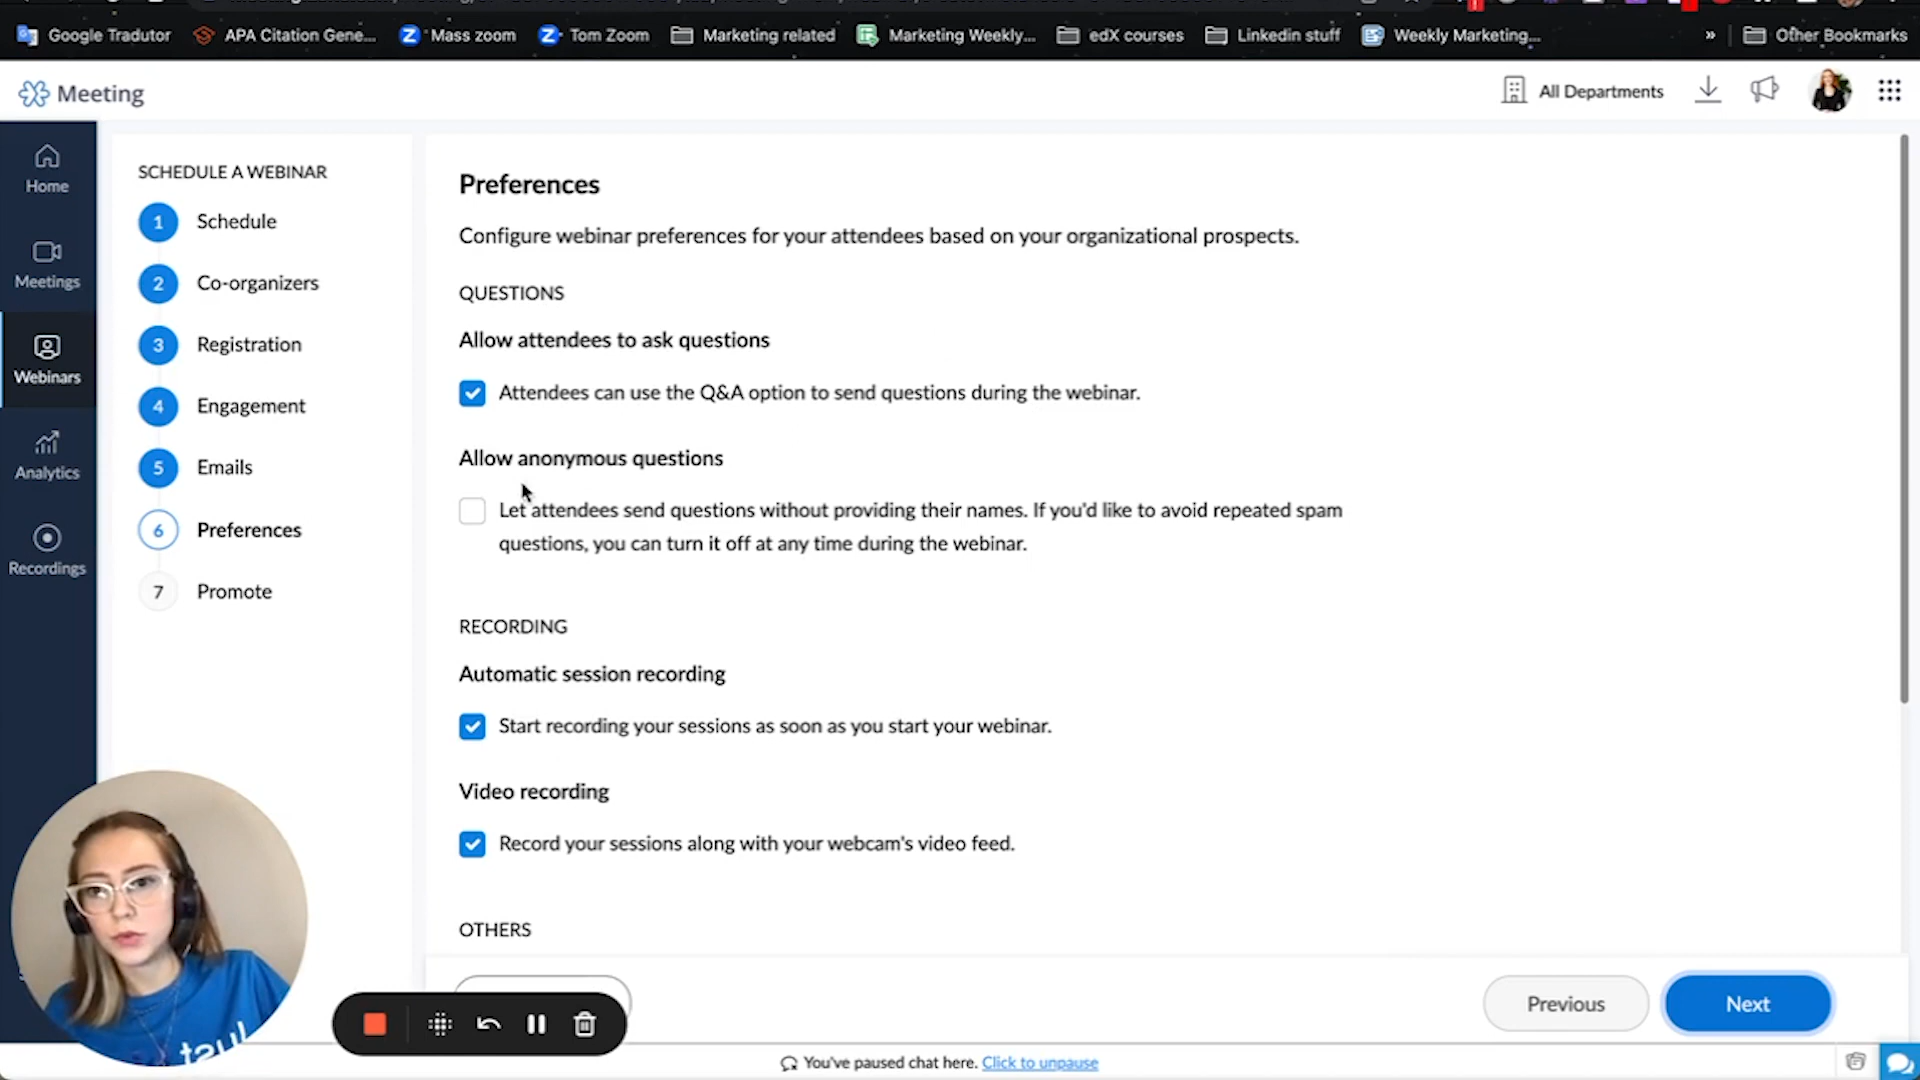 Google Tradutor
APA Citation Gene...
Mass zoom
Tom Zoom
Marketing related
Marketing Weekly...
edX courses
Linkedin stuff
Weekly Marketing...
»
Other Bookmarks
Meeting
All Departments
Home
Meetings
Webinars
Analytics
Recordings
SCHEDULE A WEBINAR
1 Schedule
2 Co-organizers
3 Registration
4 Engagement
5 Emails
6 Preferences
7 Promote
Preferences
Configure webinar preferences for your attendees based on your organizational prospects.
QUESTIONS
Allow attendees to ask questions
Attendees can use the Q&A option to send questions during the webinar.
Allow anonymous questions
Let attendees send questions without providing their names. If you'd like to avoid repeated spam
questions, you can turn it off at any time during the webinar.
RECORDING
Automatic session recording
Start recording your sessions as soon as you start your webinar.
Video recording
Record your sessions along with your webcam's video feed.
OTHERS
Previous
Next
You've paused chat here. Click to unpause